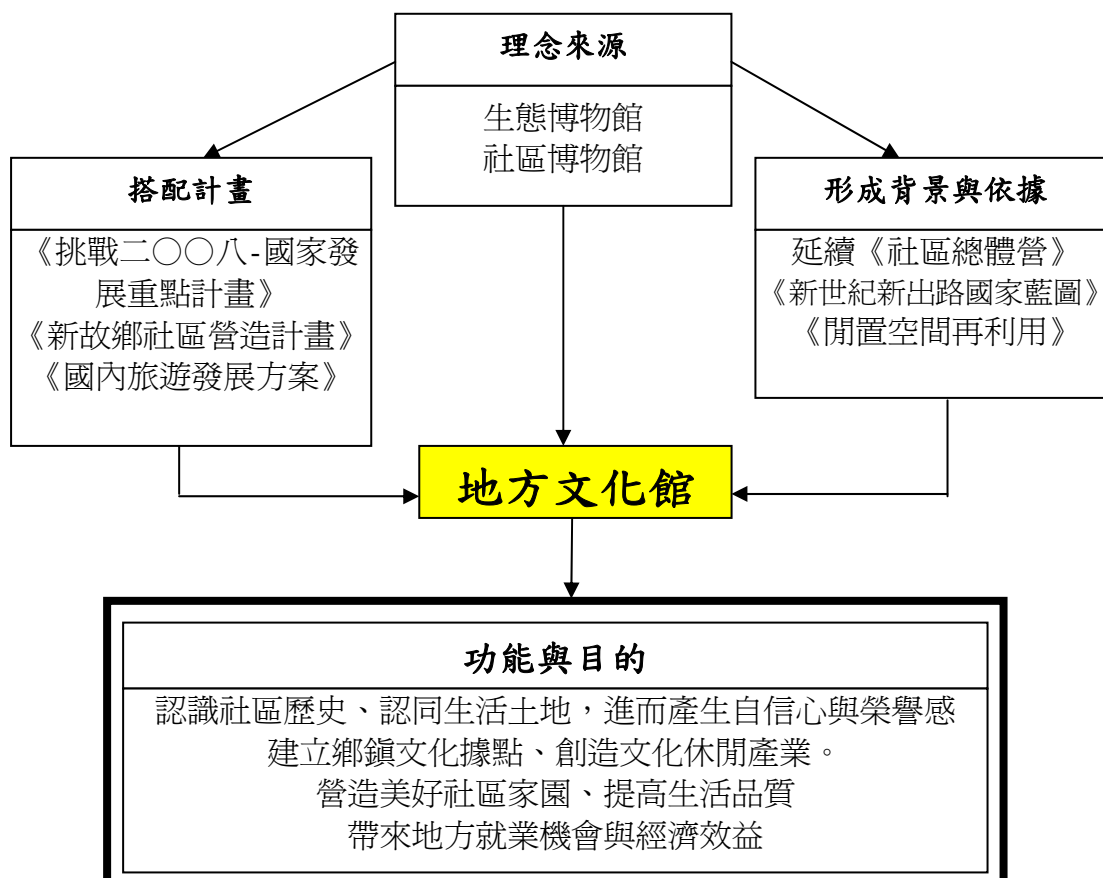 理念來源
生態博物館
社區博物館
搭配計畫
《挑戰二〇〇八-國家發
展重點計畫》
《新故鄉社區營造計畫》
《國內旅遊發展方案》
形成背景與依據
延續《社區總體營》
《新世紀新出路國家藍圖》
《閒置空間再利用》
地方文化館
功能與目的
認識社區歷史、認同生活土地，進而產生自信心與榮譽感
建立鄉鎮文化據點、創造文化休閒產業。
營造美好社區家園、提高生活品質
帶來地方就業機會與經濟效益